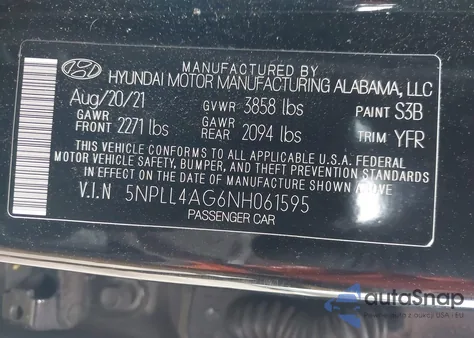 MANUFACTURED BY
HYUNDAI MOTOR MANUFACTURING ALABAMA, LLC
Aug/20/21 GVWR 3858 lbs PAINT S3B
GAWR FRONT 2271 lbs GAWR REAR 2094 lbs TRIM YFR
THIS VEHICLE CONFORMS TO ALL APPLICABLE U.S.A. FEDERAL
MOTOR VEHICLE SAFETY, BUMPER, AND THEFT PREVENTION STANDARDS
IN EFFECT ON THE DATE OF MANUFACTURE SHOWN ABOVE.
V.I.N 5NPLL4AG6NH061595
PASSENGER CAR
autoSnap